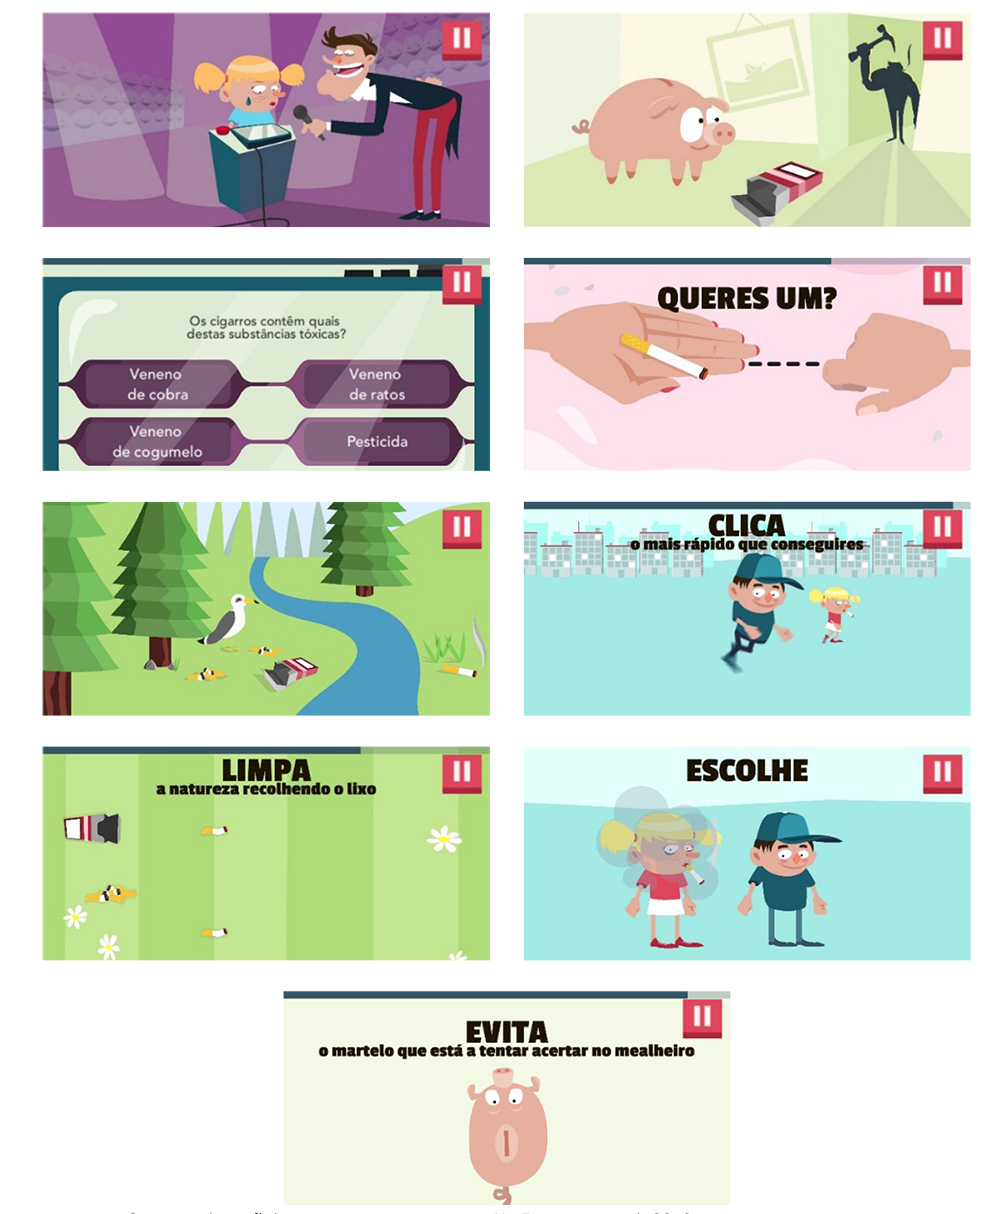 Os cigarros contêm quais
destas substâncias tóxicas?
Veneno
de cobra
Veneno
de ratos
Veneno
de cogumelo
Pesticida
QUERES UM?
CLICA
o mais rápido que conseguires
LIMPA
a natureza recolhendo o lixo
ESCOLHE
EVITA
o martelo que está a tentar acertar no mealheiro